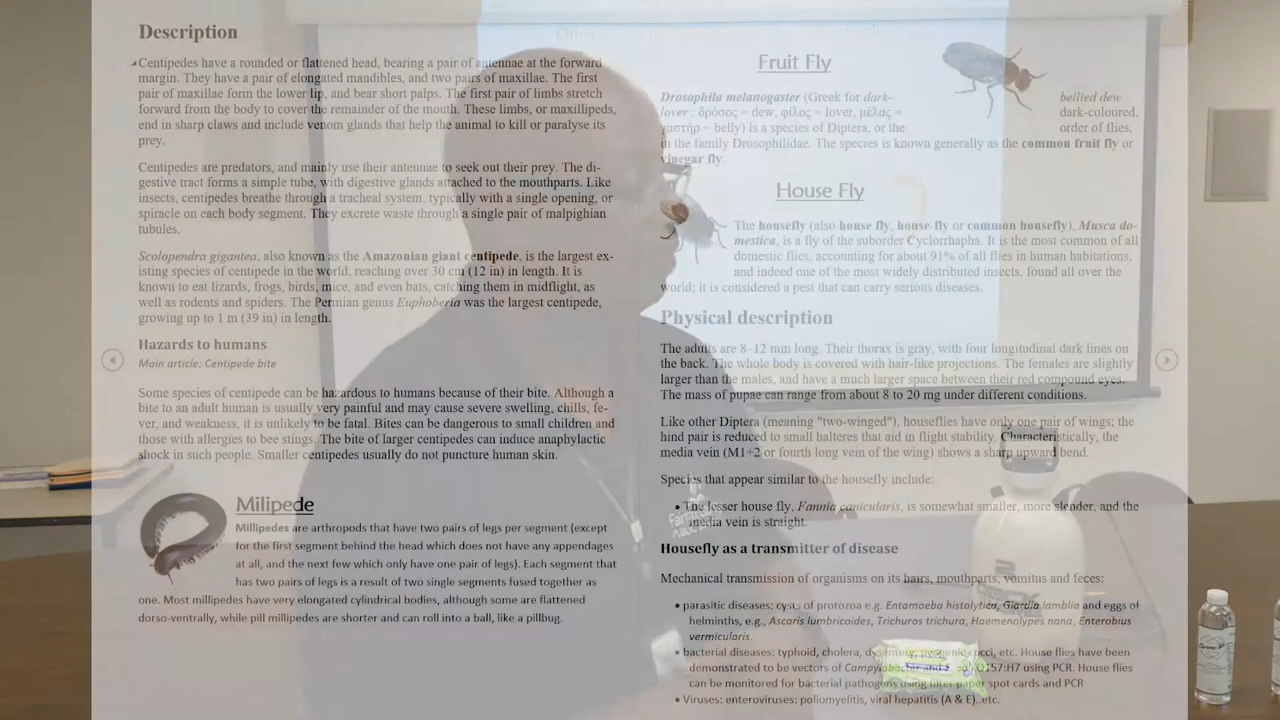 Description
Centipedes have a rounded or flattened head, bearing a pair of antennae at the forward
margin. They have a pair of elongated mandibles, and two pairs of maxillae. The first
pair of maxillae form the lower lip, and bear short palps. The first pair of limbs stretch
forward from the body to cover the remainder of the mouth. These limbs, or maxillipeds,
end in sharp claws and include venom glands that help the animal to kill or paralyse its
prey.
Centipedes are predators, and mainly use their antennae to seek out their prey. The di-
gestive tract forms a simple tube, with digestive glands attached to the mouthparts. Like
insects, centipedes breathe through a tracheal system, typically with a single opening, or
spiracle on each body segment. They excrete waste through a single pair of malpighian
tubules.
Scolopendra gigantea, also known as the Amazonian giant centipede, is the largest ex-
isting species of centipede in the world, reaching over 30 cm (12 in) in length. It is
known to eat lizards, frogs, birds, mice, and even bats, catching them in midflight, as
well as rodents and spiders. The Permian genus Euphoberia was the largest centipede,
growing up to 1 m (39 in) in length.
Hazards to humans
Main article: Centipede bite
Some species of centipede can be hazardous to humans because of their bite. Although a
bite to an adult human is usually very painful and may cause severe swelling, chills, fe-
ver, and weakness, it is unlikely to be fatal. Bites can be dangerous to small children and
those with allergies to bee stings. The bite of larger centipedes can induce anaphylactic
shock in such people. Smaller centipedes usually do not puncture human skin.
Milipede
Millipedes are arthropods that have two pairs of legs per segment (except
for the first segment behind the head which does not have any appendages
at all, and the next few which only have one pair of legs). Each segment that
has two pairs of legs is a result of two single segments fused together as
one. Most millipedes have very elongated cylindrical bodies, although some are flattened
dorso-ventrally, while pill millipedes are shorter and can roll into a ball, like a pillbug.
Fruit Fly
Drosophila melanogaster (Greek for dark-bellied dew
lover : δρόσος = dew, φίλος = lover, μέλας = dark-coloured,
γαστήρ = belly) is a species of Diptera, or the order of flies,
in the family Drosophilidae. The species is known generally as the common fruit fly or
vinegar fly.
House Fly
The housefly (also house fly, house-fly or common housefly), Musca do-
mestica, is a fly of the suborder Cyclorrhapha. It is the most common of all
domestic flies, accounting for about 91% of all flies in human habitations,
and indeed one of the most widely distributed insects, found all over the
world; it is considered a pest that can carry serious diseases.
Physical description
The adults are 8–12 mm long. Their thorax is gray, with four longitudinal dark lines on
the back. The whole body is covered with hair-like projections. The females are slightly
larger than the males, and have a much larger space between their red compound eyes.
The mass of pupae can range from about 8 to 20 mg under different conditions.
Like other Diptera (meaning "two-winged"), houseflies have only one pair of wings; the
hind pair is reduced to small halteres that aid in flight stability. Characteristically, the
media vein (M1+2 or fourth long vein of the wing) shows a sharp upward bend.
Species that appear similar to the housefly include:
• The lesser house fly, Fannia canicularis, is somewhat smaller, more slender, and the
media vein is straight.
Housefly as a transmitter of disease
Mechanical transmission of organisms on its hairs, mouthparts, vomitus and feces:
• parasitic diseases: cysts of protozoa e.g. Entamoeba histolytica, Giardia lamblia and eggs of
helminths, e.g., Ascaris lumbricoides, Trichuros trichura, Haemenolypes nana, Enterobius
vermicularis.
• bacterial diseases: typhoid, cholera, dysentery, pyogenic cocci, etc. House flies have been
demonstrated to be vectors of Campylobacter and E. coli O157:H7 using PCR. House flies
can be monitored for bacterial pathogens using filter paper spot cards and PCR
• Viruses: enteroviruses: poliomyelitis, viral hepatitis (A & E)..etc.